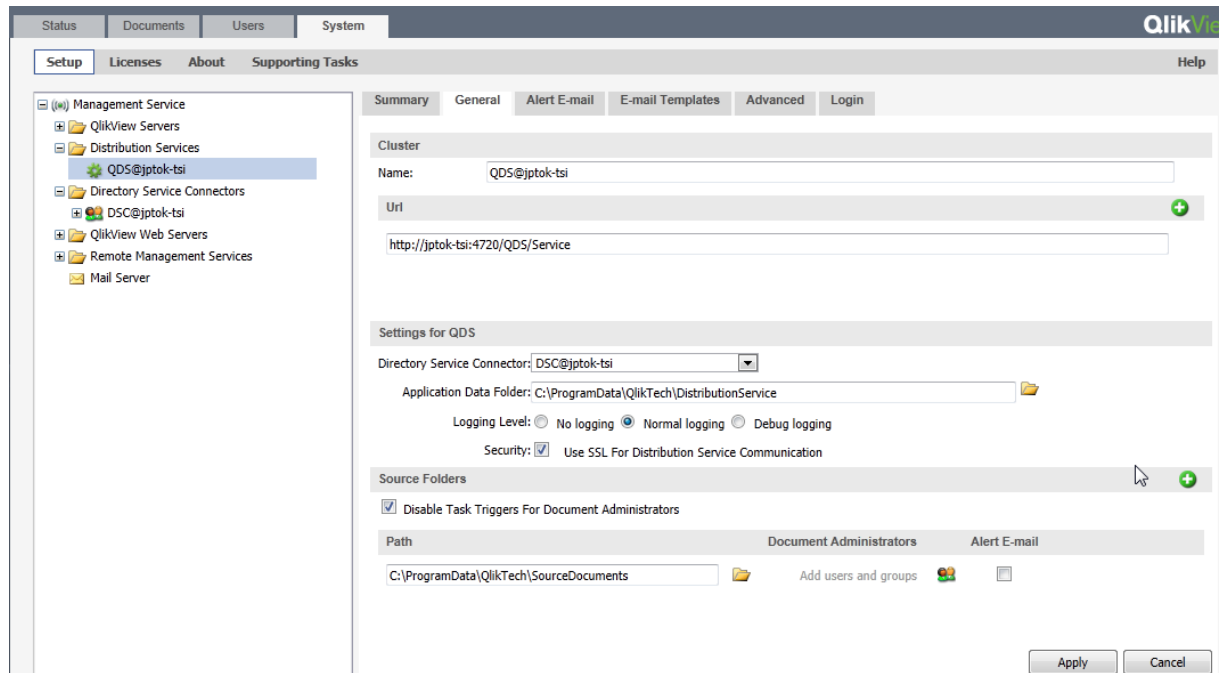 Status Documents Users System QlikVie
Setup Licenses About Supporting Tasks Help
Management Service
QlikView Servers
Distribution Services
QDS@jptok-tsi
Directory Service Connectors
DSC@jptok-tsi
QlikView Web Servers
Remote Management Services
Mail Server
Summary General Alert E-mail E-mail Templates Advanced Login
Cluster
Name: QDS@jptok-tsi
Url
http://jptok-tsi:4720/QDS/Service
Settings for QDS
Directory Service Connector: DSC@jptok-tsi
Application Data Folder: C:\ProgramData\QlikTech\DistributionService
Logging Level: No logging Normal logging Debug logging
Security: Use SSL For Distribution Service Communication
Source Folders
Disable Task Triggers For Document Administrators
Path Document Administrators Alert E-mail
C:\ProgramData\QlikTech\SourceDocuments Add users and groups
Apply Cancel